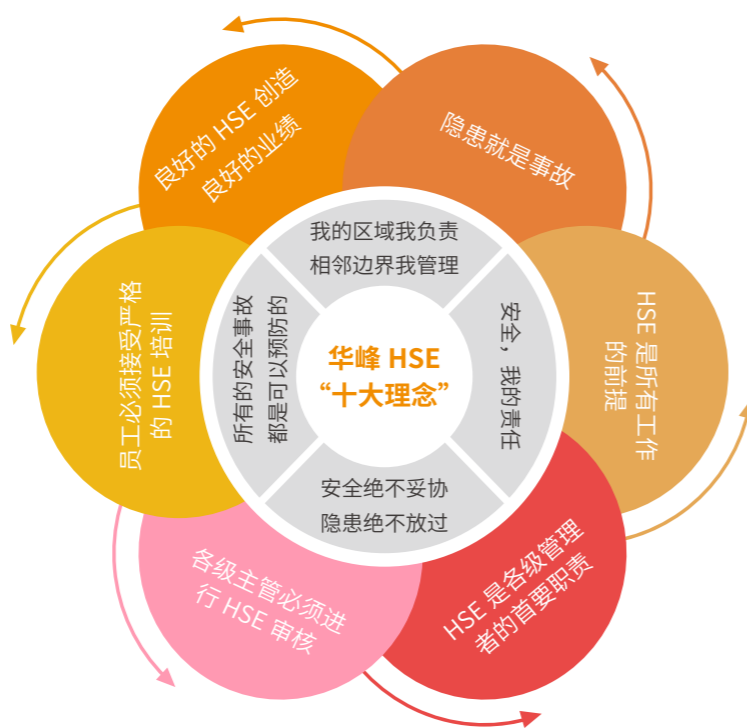 良好的 HSE 创造
良好的业绩
隐患就是事故
我的区域我负责
相邻边界我管理
员工必须接受严格
的 HSE 培训
所有的安全事故
都是可以预防的
华峰 HSE
“十大理念”
安全，我的责任
HSE 是所有工作
的前提
安全绝不妥协
隐患绝不放过
各级主管必须进
行 HSE 审核
HSE 是各级管理
者的首要职责